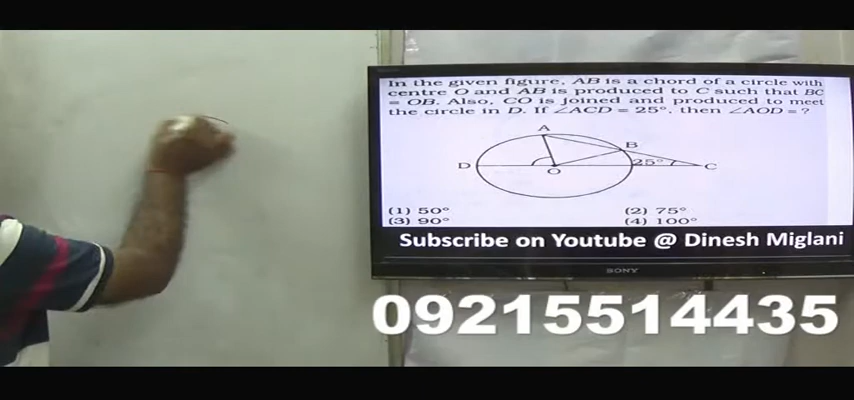 In the given figure, AB is a chord of a circle with
centre O and AB is produced to C such that BC
= OB. Also, CO is joined and produced to meet
the circle in D. If ∠ACD = 25°, then ∠AOD = ?
A
B
D
25°
C
O
(1) 50°
(2) 75°
(3) 90°
(4) 100°
Subscribe on Youtube @ Dinesh Miglani
SONY
09215514435